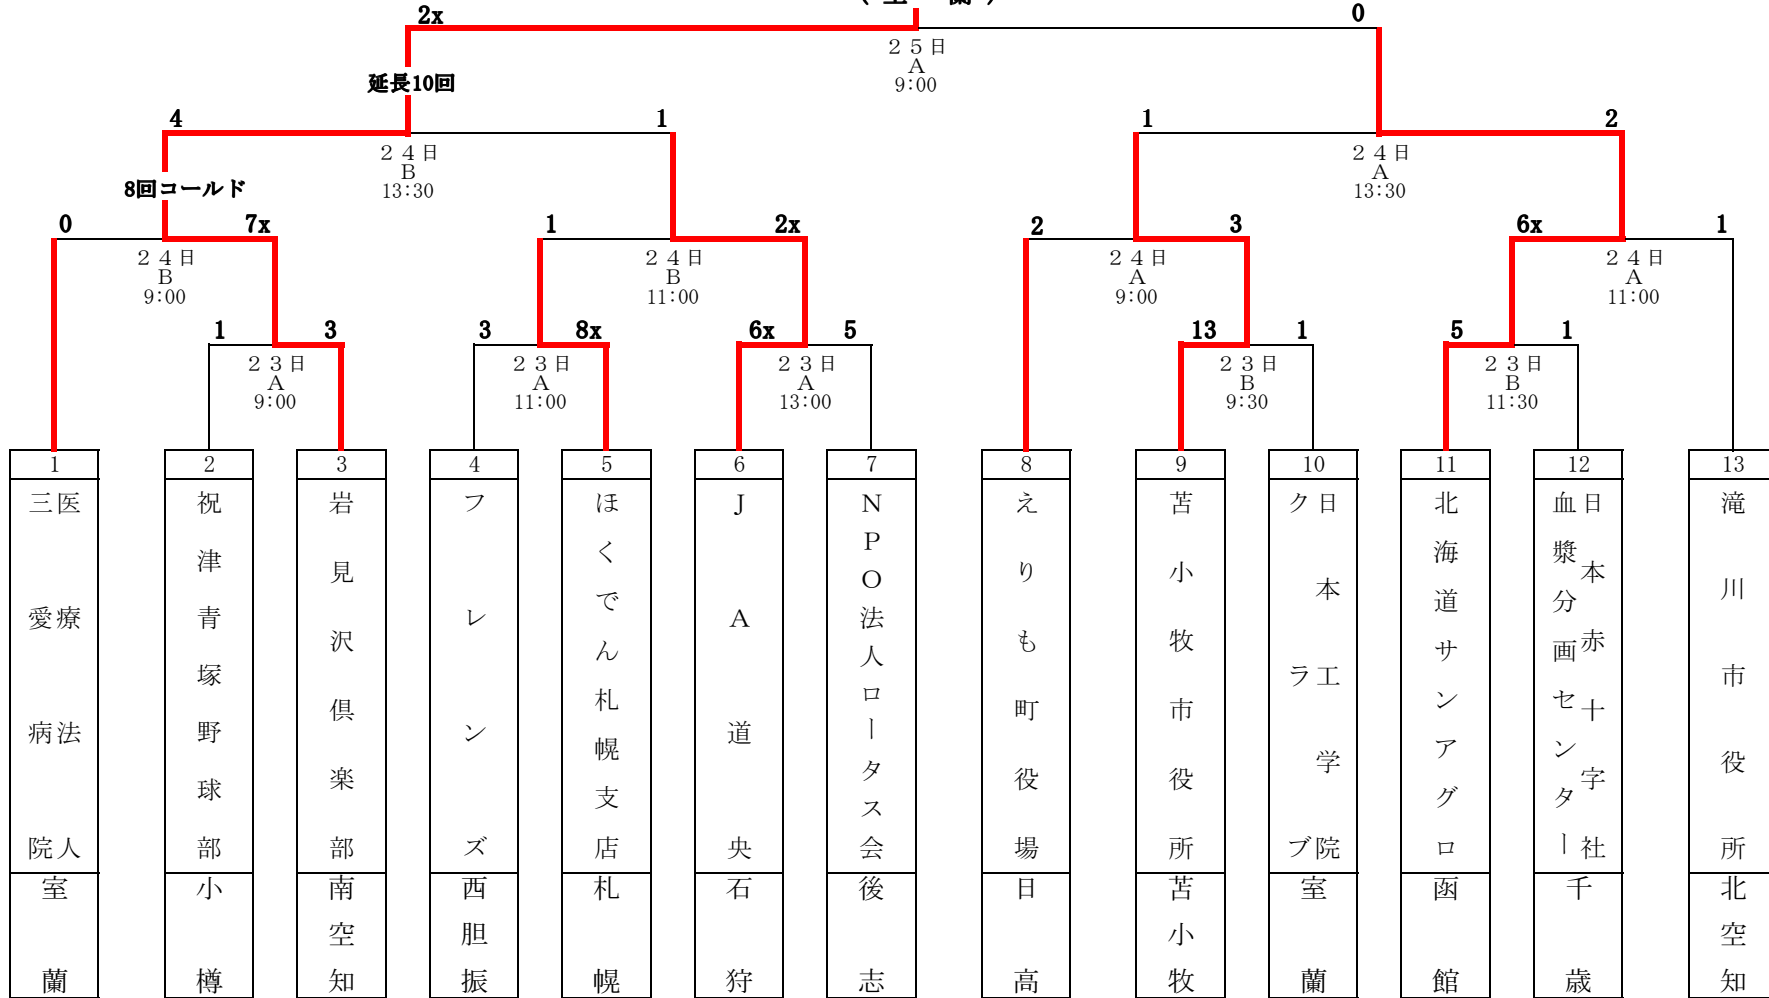 2x
0
２５日
A
9:00
延長10回
4
1
1
2
２４日
B
13:30
２４日
A
13:30
8回コールド
0
7x
1
2x
2
3
6x
1
２４日
B
9:00
２４日
B
11:00
２４日
A
9:00
２４日
A
11:00
1
3
3
8x
6x
5
13
1
5
1
２３日
A
9:00
２３日
A
11:00
２３日
A
13:00
２３日
B
9:30
２３日
B
11:30
1
医療法人
三愛病院
室蘭
2
祝津青塚野球部
小樽
3
岩見沢倶楽部
南空知
4
フレンズ
西胆振
5
ほくでん札幌支店
札幌
6
JA道央
石狩
7
NPO法人ロータス会
後志
8
えりも町役場
日高
9
苫小牧市役所
苫小牧
10
日本工学院
クラブ
室蘭
11
北海道サンアグロ
函館
12
日本赤十字社
血漿分画センター
千歳
13
滝川市役所
北空知